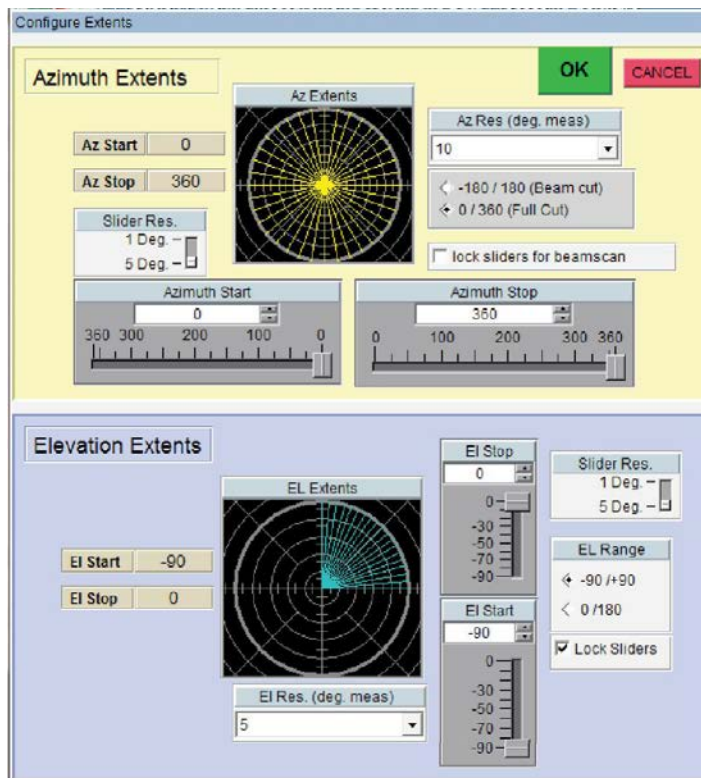 Configure Extents
Azimuth Extents
OK
CANCEL
Az Extents
Az Start 0
Az Stop 360
Az Res (deg. meas)
10
-180 / 180 (Beam cut)
0 / 360 (Full Cut)
Slider Res.
1 Deg.
5 Deg.
lock sliders for beamscan
Azimuth Start
0
360 300 200 100 0
Azimuth Stop
360
0 100 200 300 360
Elevation Extents
EL Extents
El Start -90
El Stop 0
El Res. (deg. meas)
5
El Stop
0
0
-30
-50
-70
-90
El Start
-90
0
-30
-50
-70
-90
Slider Res.
1 Deg.
5 Deg.
EL Range
-90 /+90
0 /180
Lock Sliders